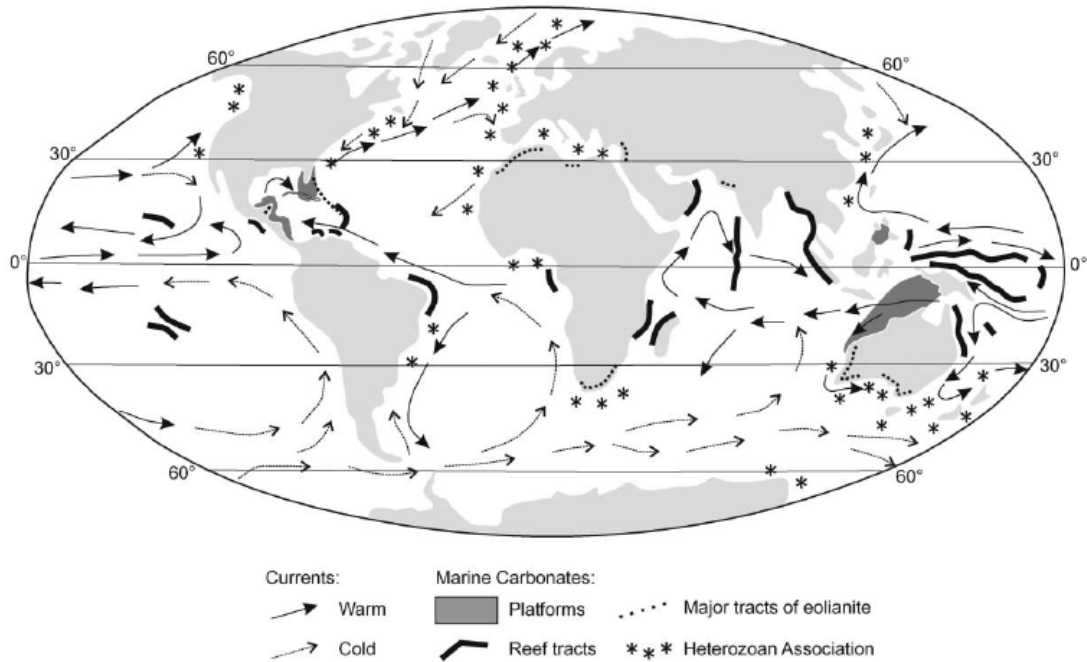 60°
60°
30°
30°
0°
0°
30°
30°
60°
60°
Currents:
Marine Carbonates:
Warm
Platforms
Major tracts of eolianite
Cold
Reef tracts
Heterozoan Association